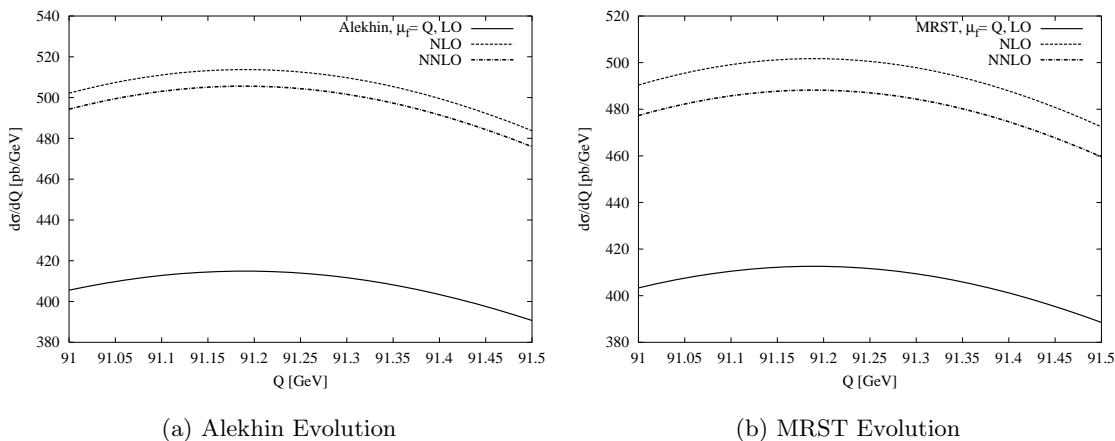 540
520
500
480
460
440
420
400
380
dσ/dQ [pb/GeV]
Alekhin, μf= Q, LO
NLO
NNLO
91 91.05 91.1 91.15 91.2 91.25 91.3 91.35 91.4 91.45 91.5
Q [GeV]
(a) Alekhin Evolution
520
500
480
460
440
420
400
380
dσ/dQ [pb/GeV]
MRST, μf= Q, LO
NLO
NNLO
91 91.05 91.1 91.15 91.2 91.25 91.3 91.35 91.4 91.45 91.5
Q [GeV]
(b) MRST Evolution